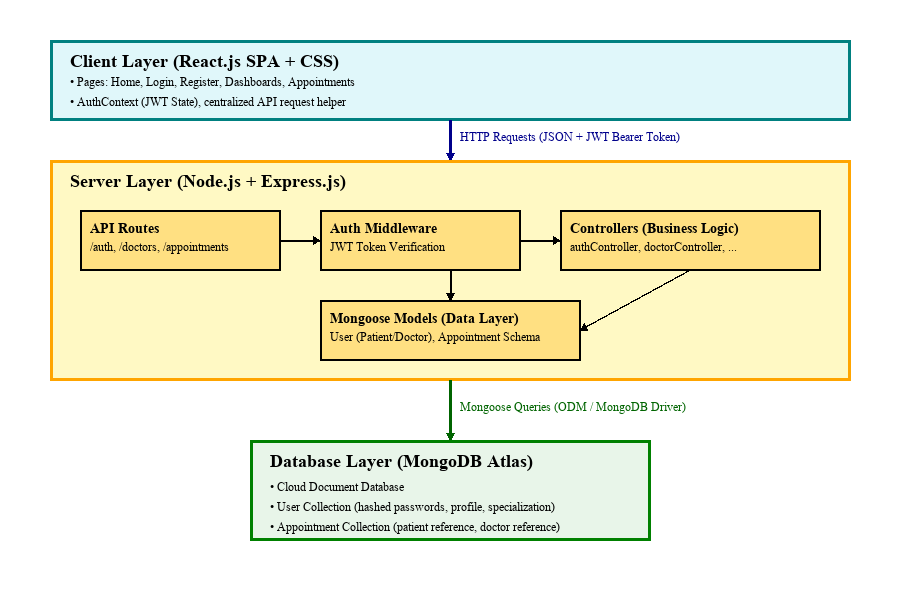 Client Layer (React.js SPA + CSS)
• Pages: Home, Login, Register, Dashboards, Appointments
• AuthContext (JWT State), centralized API request helper
HTTP Requests (JSON + JWT Bearer Token)
Server Layer (Node.js + Express.js)
API Routes
/auth, /doctors, /appointments
Auth Middleware
JWT Token Verification
Controllers (Business Logic)
authController, doctorController, ...
Mongoose Models (Data Layer)
User (Patient/Doctor), Appointment Schema
Mongoose Queries (ODM / MongoDB Driver)
Database Layer (MongoDB Atlas)
• Cloud Document Database
• User Collection (hashed passwords, profile, specialization)
• Appointment Collection (patient reference, doctor reference)